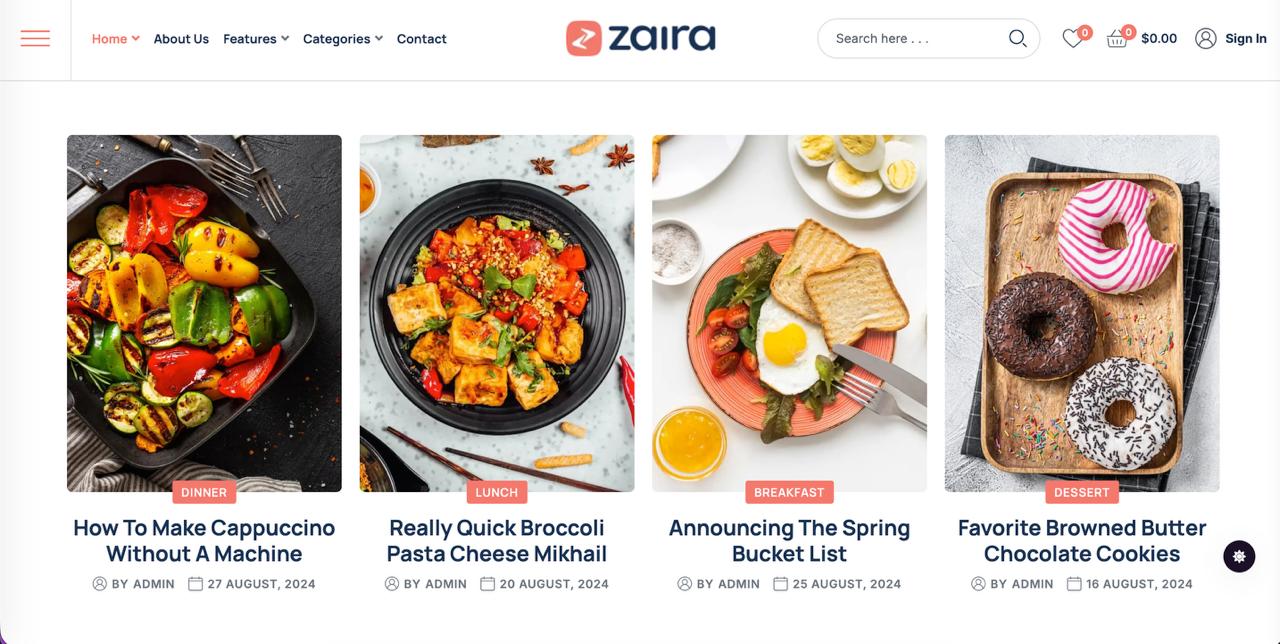 Home
About Us
Features
Categories
Contact
zaira
Search here . . .
0
0
$0.00
Sign In
DINNER
How To Make Cappuccino
Without A Machine
BY ADMIN
27 AUGUST, 2024
LUNCH
Really Quick Broccoli
Pasta Cheese Mikhail
BY ADMIN
20 AUGUST, 2024
BREAKFAST
Announcing The Spring
Bucket List
BY ADMIN
25 AUGUST, 2024
DESSERT
Favorite Browned Butter
Chocolate Cookies
BY ADMIN
16 AUGUST, 2024